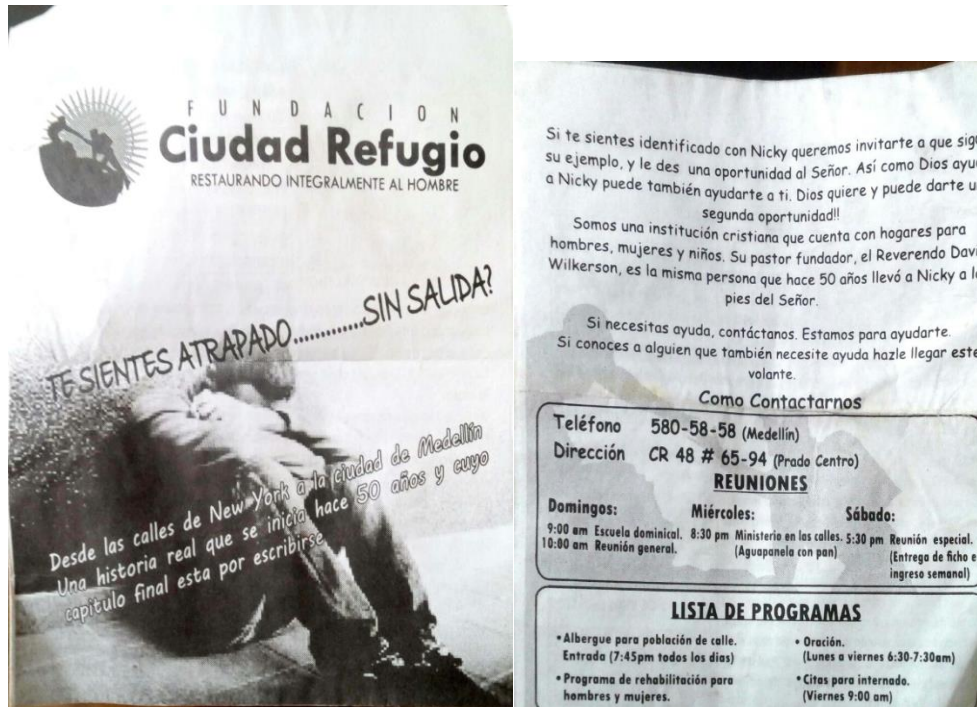 FUNDACION
Ciudad Refugio
RESTAURANDO INTEGRALMENTE AL HOMBRE
TE SIENTES ATRAPADO...........SIN SALIDA?
Desde las calles de New York a la ciudad de Medellín
Una historia real que se inicia hace 50 años y cuyo
capitulo final esta por escribirse
Si te sientes identificado con Nicky queremos invitarte a que
su ejemplo, y le des una oportunidad al Señor. Así como Dios
a Nicky puede también ayudarte a ti. Dios quiere y puede darte
segunda oportunidad!!
Somos una institución cristiana que cuenta con hogares para
hombres, mujeres y niños. Su pastor fundador, el Reverendo
Wilkerson, es la misma persona que hace 50 años llevó a Nicky a
pies del Señor.
Si necesitas ayuda, contáctanos. Estamos para ayudarte.
Si conoces a alguien que también necesite ayuda hazle llegar este
volante.
Como Contactarnos
Teléfono 580-58-58 (Medellín)
Dirección CR 48 # 65-94 (Prado Centro)
REUNIONES
Domingos:
9:00 am Escuela dominical.
10:00 am Reunión general.
Miércoles:
8:30 pm Ministerio en las calles.
(Aguapanela con pan)
Sábado:
5:30 pm Reunión especial.
(Entrega de ficho e
ingreso semanal)
LISTA DE PROGRAMAS
• Albergue para población de calle.
Entrada (7:45pm todos los dias)
• Programa de rehabilitación para
hombres y mujeres.
• Oración.
(Lunes a viernes 6:30-7:30am)
• Citas para internado.
(Viernes 9:00 am)